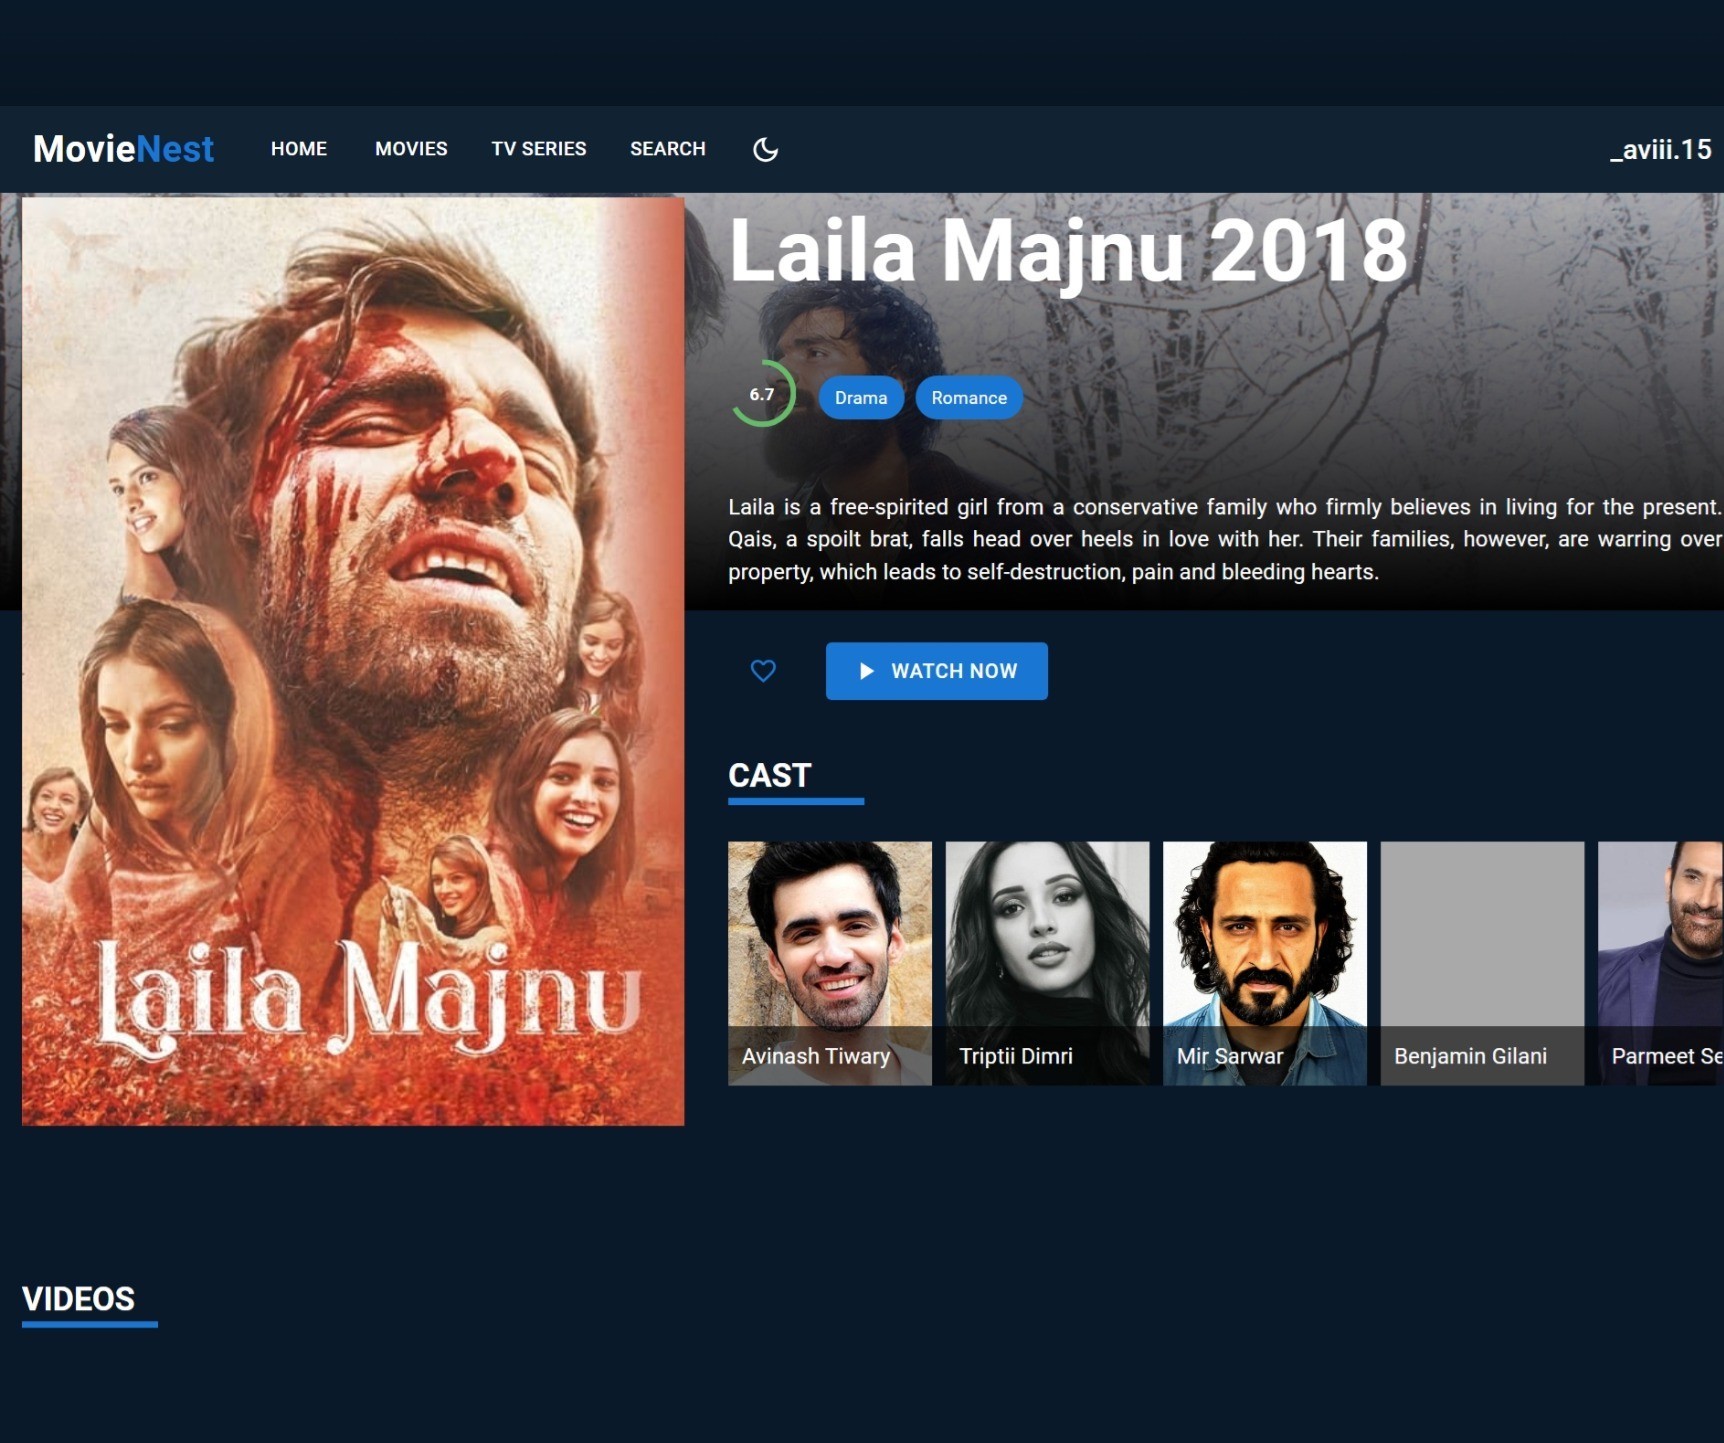 MovieNest HOME MOVIES TV SERIES SEARCH _aviii.15
Laila Majnu 2018
6.7 Drama Romance
Laila is a free-spirited girl from a conservative family who firmly believes in living for the present.
Qais, a spoilt brat, falls head over heels in love with her. Their families, however, are warring over
property, which leads to self-destruction, pain and bleeding hearts.
WATCH NOW
CAST
Avinash Tiwary Triptii Dimri Mir Sarwar Benjamin Gilani Parmeet Se
Laila Majnu
VIDEOS